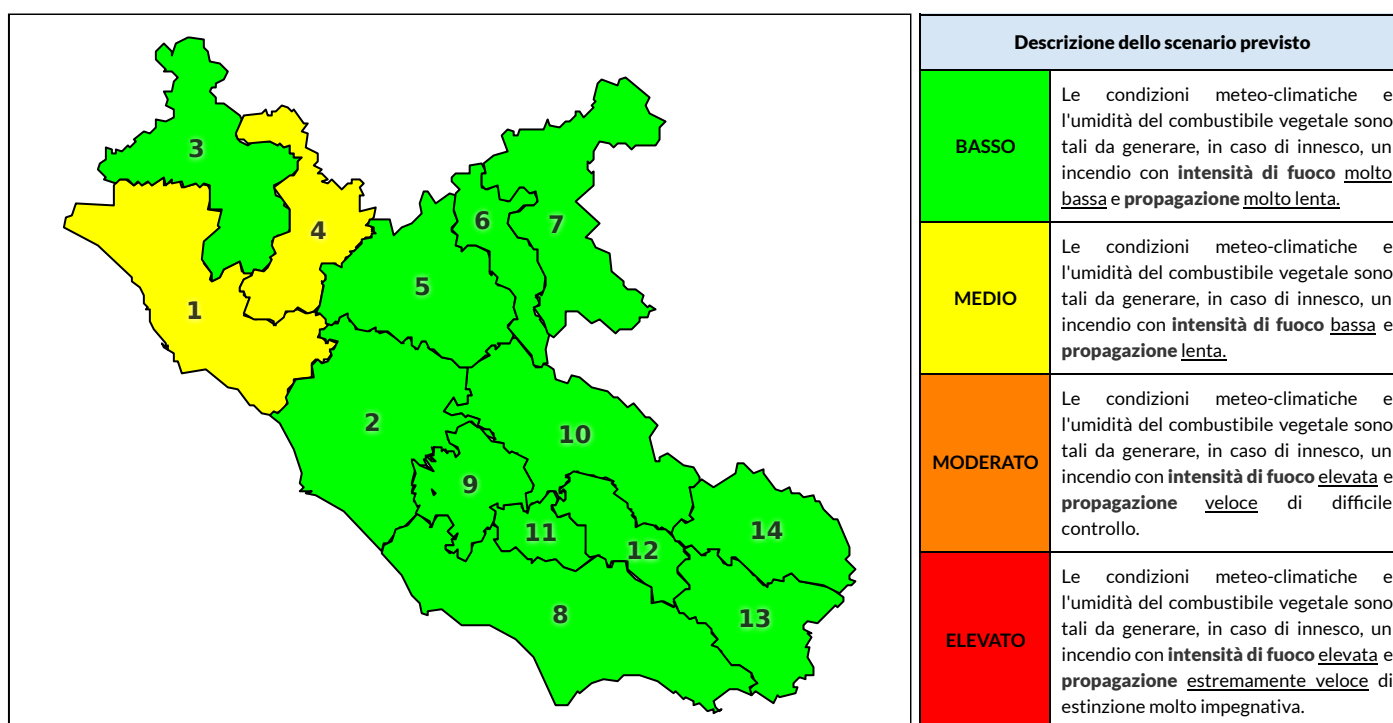 3
4
1
5
6
7
2
10
9
11
12
14
8
13
Descrizione dello scenario previsto
BASSO
Le condizioni meteo-climatiche e
l'umidità del combustibile vegetale sono
tali da generare, in caso di innesco, un
incendio con intensità di fuoco molto
bassa e propagazione molto lenta.
MEDIO
Le condizioni meteo-climatiche e
l'umidità del combustibile vegetale sono
tali da generare, in caso di innesco, un
incendio con intensità di fuoco bassa e
propagazione lenta.
MODERATO
Le condizioni meteo-climatiche e
l'umidità del combustibile vegetale sono
tali da generare, in caso di innesco, un
incendio con intensità di fuoco elevata e
propagazione veloce di difficile
controllo.
ELEVATO
Le condizioni meteo-climatiche e
l'umidità del combustibile vegetale sono
tali da generare, in caso di innesco, un
incendio con intensità di fuoco elevata e
propagazione estremamente veloce di
estinzione molto impegnativa.